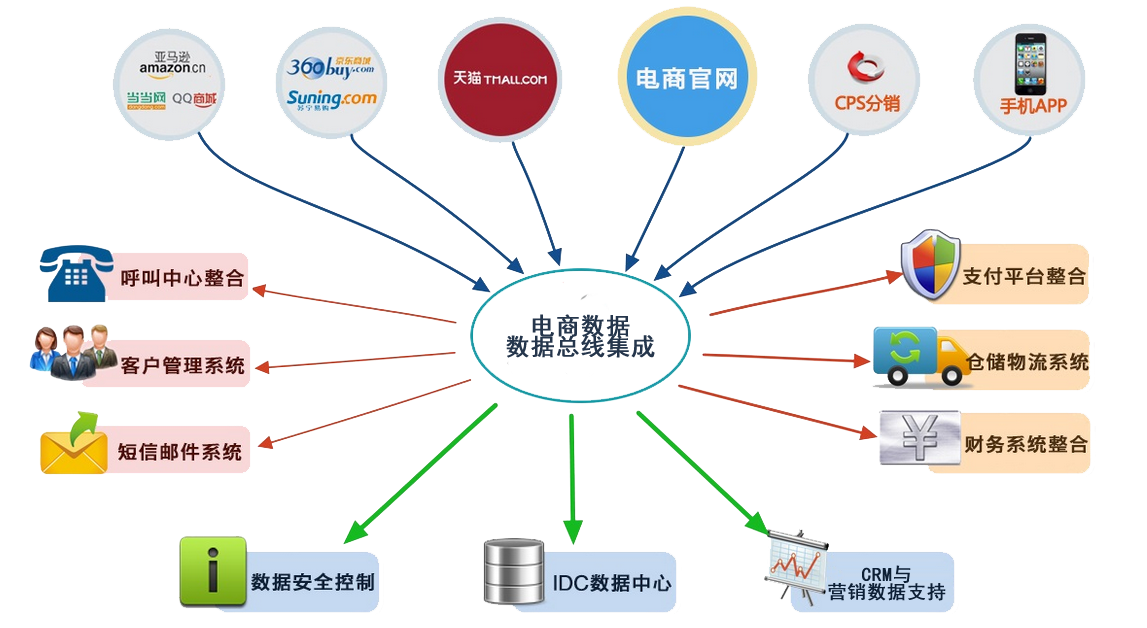 亚马逊
amazon.cn
当当网 QQ商城
360buy.com 京东商城
Suning.com
苏宁易购
天猫 TMALL.COM
电商官网
CPS分销
手机APP
呼叫中心整合
支付平台整合
电商数据
数据总线集成
客户管理系统
仓储物流系统
短信邮件系统
财务系统整合
¥
i
数据安全控制
IDC数据中心
CRM与
营销数据支持